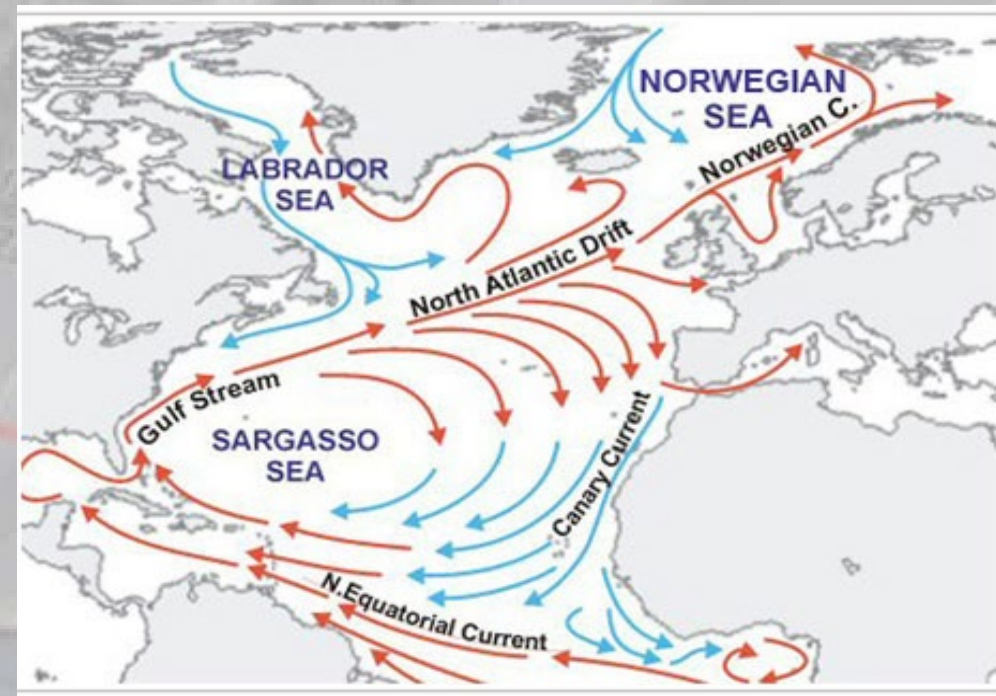 NORWEGIAN
SEA
Norwegian C.
LABRADOR
SEA
North Atlantic Drift
Gulf Stream
SARGASSO
SEA
Canary Current
N.Equatorial Current